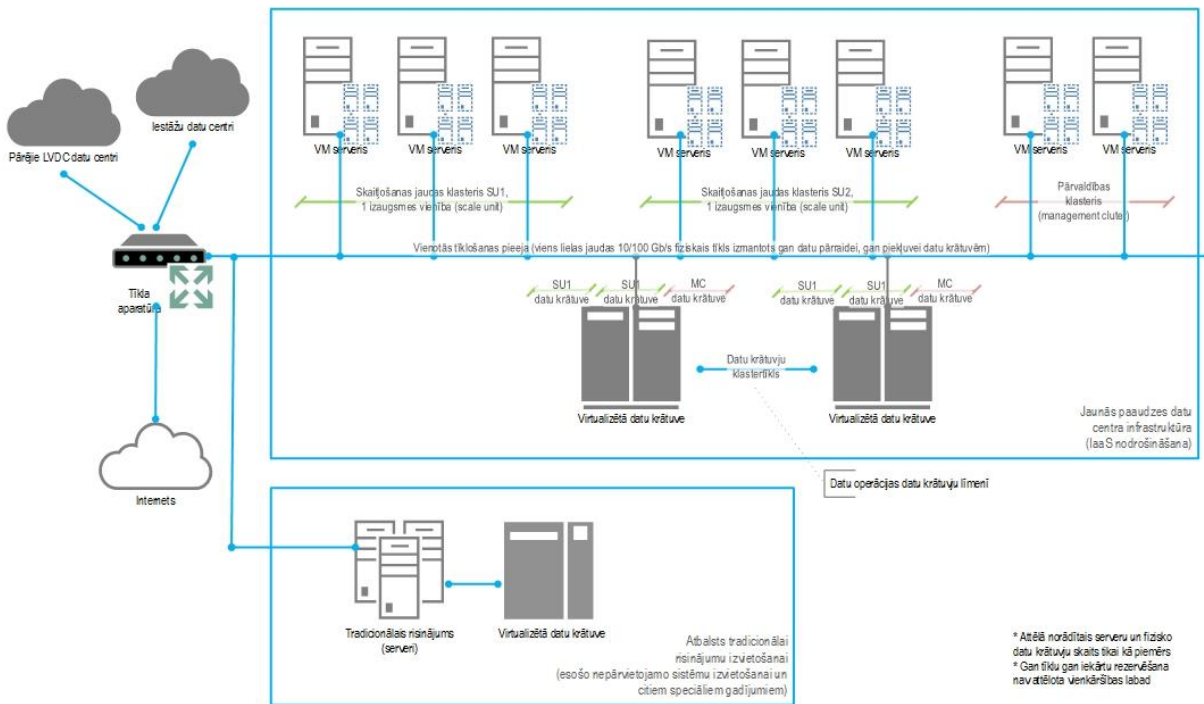 Pārējie LVDC datu centri
Iestāžu datu centri
Tīkla
aparatūra
Internets
VM serveris
VM serveris
VM serveris
VM serveris
VM serveris
VM serveris
VM serveris
VM serveris
Skaitļošanas jaudas klasteris SU1,
1 izaugsmes vienība (scale unit)
Skaitļošanas jaudas klasteris SU2,
1 izaugsmes vienība (scale unit)
Pārvaldības
klasteris
(management cluter)
Vienotās tīklošanas pieeja (viens lielas jaudas 10/100 Gb/s fiziskais tīkls izmantots gan datu pārraidei, gan piekļuvei datu krātuvēm)
SU1
datu krātuve
SU1
datu krātuve
MC
datu krātuve
SU1
datu krātuve
SU1
datu krātuve
MC
datu krātuve
Datu krātuvju
klastertīkls
Virtualizētā datu krātuve
Virtualizētā datu krātuve
Jaunās paaudzes datu
centra infrastruktūra
(IaaS nodrošināšana)
Datu operācijas datu krātuvju līmenī
Tradicionālais risinājums
(serveri)
Virtualizētā datu krātuve
Atbalsts tradicionālai
risinājumu izvietošanai
(esošo nepārvietojamo sistēmu izvietošanai un
citiem speciāliem gadījumiem)
* Attēlā norādītais serveru un fizisko
datu krātuvju skaits tikai kā piemērs
* Gan tīklu gan iekārtu rezervēšana
nav attēlota vienkāršības labad